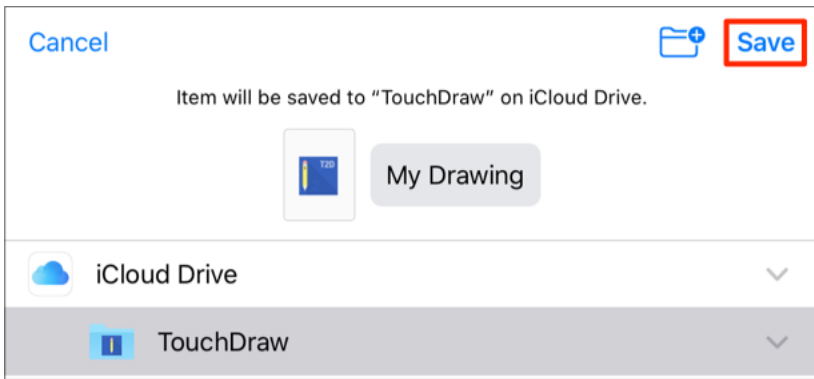 Cancel
Save
Item will be saved to “TouchDraw” on iCloud Drive.
T2D
My Drawing
iCloud Drive
TouchDraw